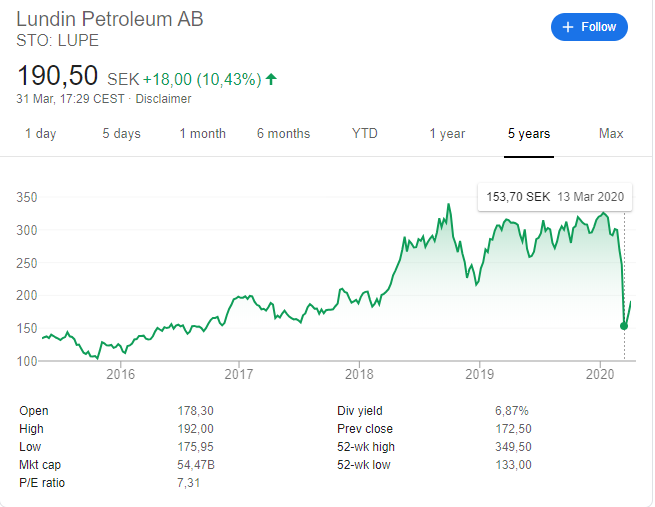 Lundin Petroleum AB
STO: LUPE
+ Follow
190,50 SEK +18,00 (10,43%) ↑
31 Mar, 17:29 CEST · Disclaimer
1 day 5 days 1 month 6 months YTD 1 year 5 years Max
153,70 SEK 13 Mar 2020
350
300
250
200
150
100
2016 2017 2018 2019 2020
Open 178,30 Div yield 6,87%
High 192,00 Prev close 172,50
Low 175,95 52-wk high 349,50
Mkt cap 54,47B 52-wk low 133,00
P/E ratio 7,31